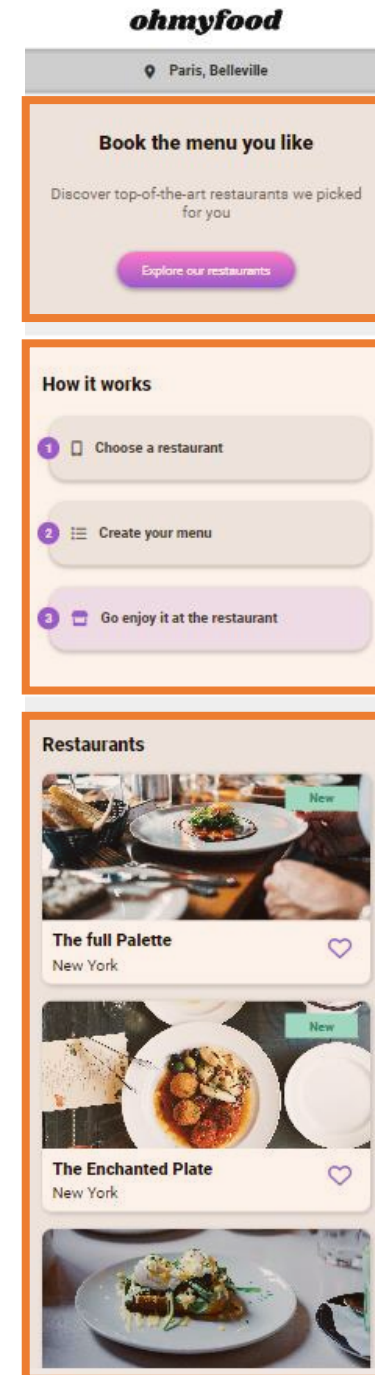 ohmyfood
Paris, Belleville
Book the menu you like
Discover top-of-the-art restaurants we picked
for you
Explore our restaurants
How it works
1 Choose a restaurant
2 Create your menu
3 Go enjoy it at the restaurant
Restaurants
New
The full Palette
New York
New
The Enchanted Plate
New York